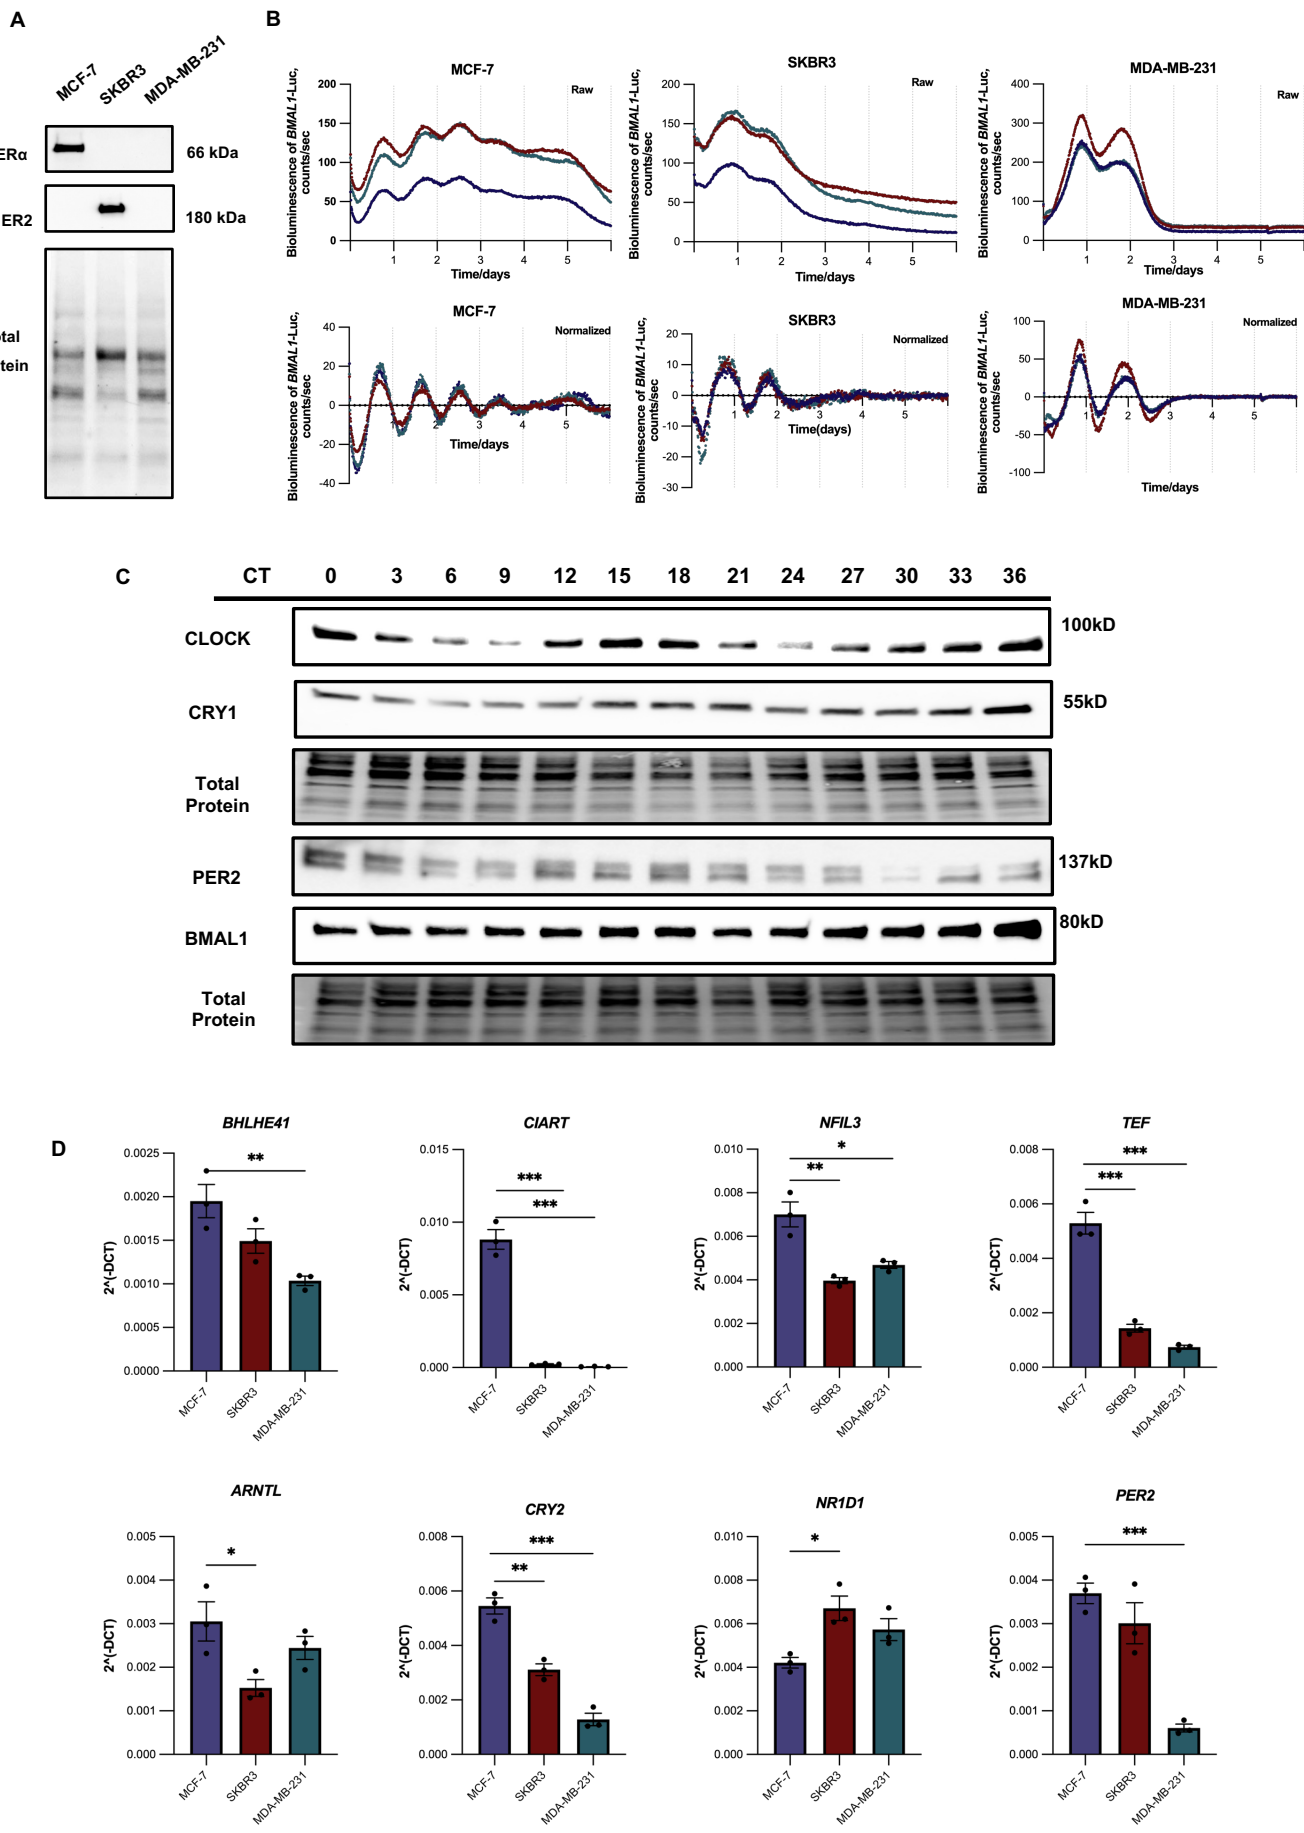 A
MCF-7
SKBR3
MDA-MB-231
ERα
66 kDa
ER2
180 kDa
otal
tein
B
MCF-7
Raw
Bioluminescence of BMAL1-Luc,
counts/sec
200
150
100
50
0
1 2 3 4 5
Time/days
SKBR3
Raw
Bioluminescence of BMAL1-Luc,
counts/sec
200
150
100
50
0
1 2 3 4 5
Time/days
MDA-MB-231
Raw
Bioluminescence of BMAL1-Luc,
counts/sec
400
300
200
100
0
1 2 3 4 5
Time/days
MCF-7
Normalized
Bioluminescence of BMAL1-Luc,
counts/sec
40
20
0
-20
-40
1 2 3 4 5
Time/days
SKBR3
Normalized
Bioluminescence of BMAL1-Luc,
counts/sec
20
10
0
-10
-20
-30
1 2 3 4 5
Time(days)
MDA-MB-231
Normalized
Bioluminescence of BMAL1-Luc,
counts/sec
100
50
0
-50
-100
1 2 3 4 5
Time/days
C
CT 0 3 6 9 12 15 18 21 24 27 30 33 36
CLOCK
100kD
CRY1
55kD
Total
Protein
PER2
137kD
BMAL1
80kD
Total
Protein
D
BHLHE41
2^(-DCT)
0.0025
0.0020
0.0015
0.0010
0.0005
0.0000
**
MCF-7
SKBR3
MDA-MB-231
CIART
2^(-DCT)
0.015
0.010
0.005
0.000
***
***
MCF-7
SKBR3
MDA-MB-231
NFIL3
2^(-DCT)
0.010
0.008
0.006
0.004
0.002
0.000
*
**
MCF-7
SKBR3
MDA-MB-231
TEF
2^(-DCT)
0.008
0.006
0.004
0.002
0.000
***
***
MCF-7
SKBR3
MDA-MB-231
ARNTL
2^(-DCT)
0.005
0.004
0.003
0.002
0.001
0.000
*
MCF-7
SKBR3
MDA-MB-231
CRY2
2^(-DCT)
0.008
0.006
0.004
0.002
0.000
***
**
MCF-7
SKBR3
MDA-MB-231
NR1D1
2^(-DCT)
0.010
0.008
0.006
0.004
0.002
0.000
*
MCF-7
SKBR3
MDA-MB-231
PER2
2^(-DCT)
0.005
0.004
0.003
0.002
0.001
0.000
***
MCF-7
SKBR3
MDA-MB-231